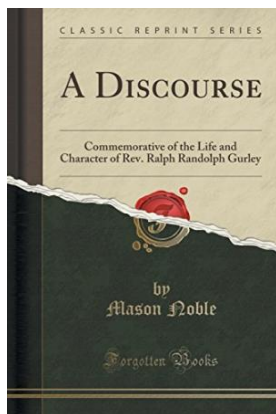 CLASSIC REPRINT SERIES
A DISCOURSE
Commemorative of the Life and
Character of Rev. Ralph Randolph Gurley
by
Mason Noble
Forgotten Books